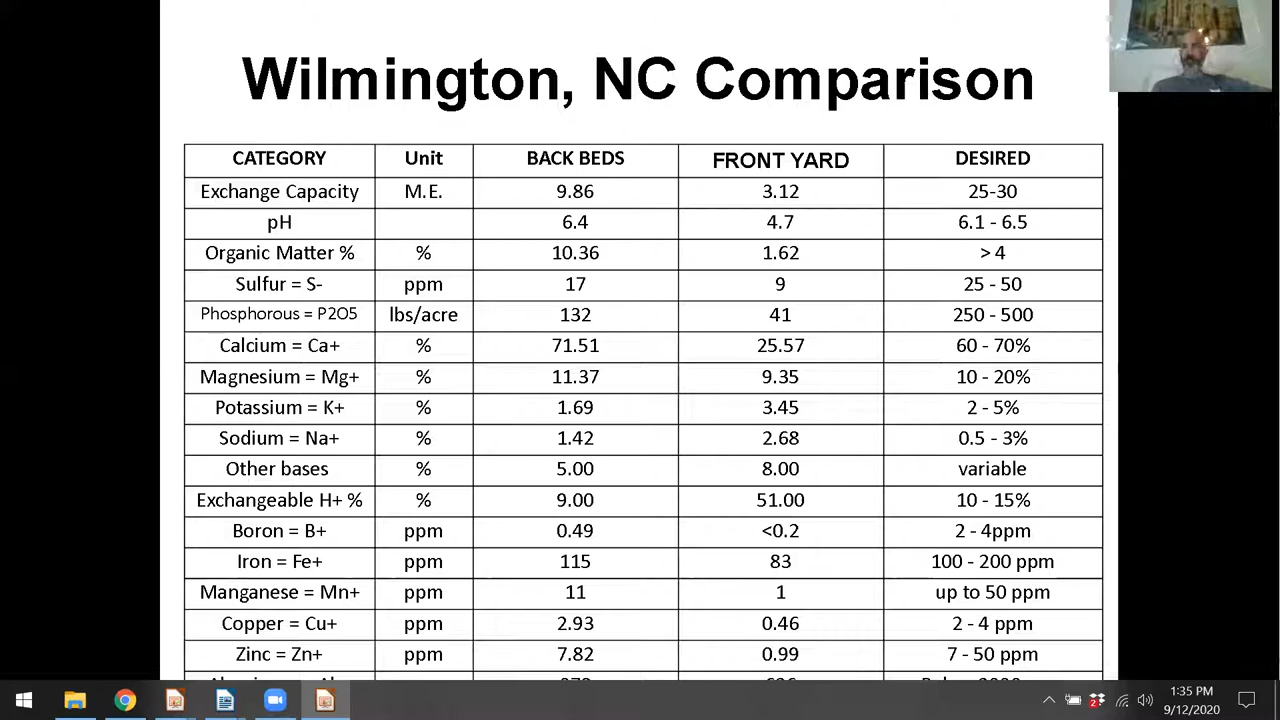 Wilmington, NC Comparison
CATEGORY Unit BACK BEDS FRONT YARD DESIRED
Exchange Capacity M.E. 9.86 3.12 25-30
pH 6.4 4.7 6.1 - 6.5
Organic Matter % % 10.36 1.62 > 4
Sulfur = S- ppm 17 9 25 - 50
Phosphorous = P2O5 lbs/acre 132 41 250 - 500
Calcium = Ca+ % 71.51 25.57 60 - 70%
Magnesium = Mg+ % 11.37 9.35 10 - 20%
Potassium = K+ % 1.69 3.45 2 - 5%
Sodium = Na+ % 1.42 2.68 0.5 - 3%
Other bases % 5.00 8.00 variable
Exchangeable H+ % % 9.00 51.00 10 - 15%
Boron = B+ ppm 0.49 <0.2 2 - 4ppm
Iron = Fe+ ppm 115 83 100 - 200 ppm
Manganese = Mn+ ppm 11 1 up to 50 ppm
Copper = Cu+ ppm 2.93 0.46 2 - 4 ppm
Zinc = Zn+ ppm 7.82 0.99 7 - 50 ppm
2
1:35 PM
9/12/2020